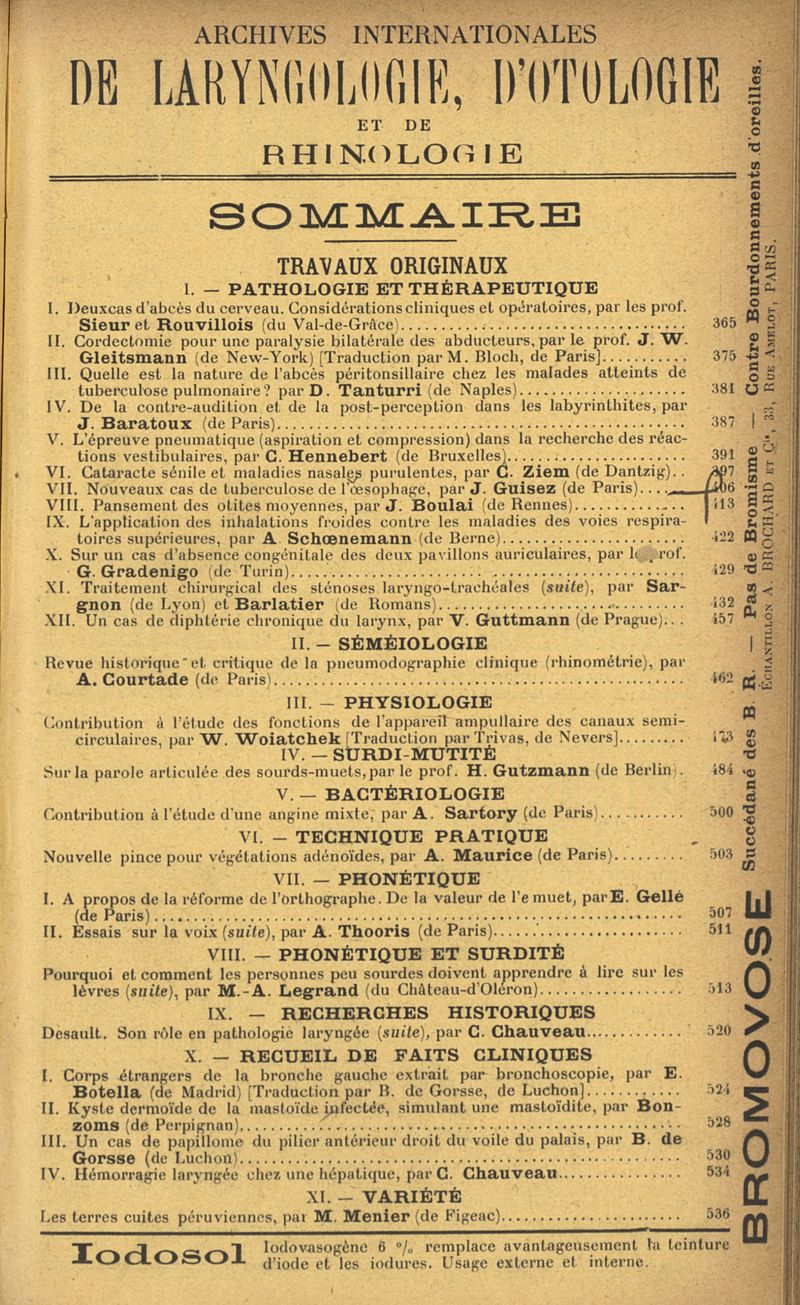 ARCHIVES INTERNATIONALES
DE LARYNGOLOGIE, D'OTOLOGIE
ET DE
RHINOLOGIE
SOMMAIRE
TRAVAUX ORIGINAUX
I. — PATHOLOGIE ET THÉRAPEUTIQUE
I. Deux cas d'abcès du cerveau. Considérations cliniques et opératoires, par les prof.
Sieur et Rouvillois (du Val-de-Grâce) 365
II. Cordectomie pour une paralysie bilatérale des abducteurs, par le prof. J. W.
Gleitsmann (de New-York) [Traduction par M. Bloch, de Paris] 375
III. Quelle est la nature de l'abcès péritonsillaire chez les malades atteints de
tuberculose pulmonaire ? par D. Tanturri (de Naples) 381
IV. De la contre-audition et de la post-perception dans les labyrinthites, par
J. Baratoux (de Paris) 387
V. L'épreuve pneumatique (aspiration et compression) dans la recherche des réac-
tions vestibulaires, par C. Hennebert (de Bruxelles) 391
VI. Cataracte sénile et maladies nasales purulentes, par C. Ziem (de Dantzig)
VII. Nouveaux cas de tuberculose de l'œsophage, par J. Guisez (de Paris)
VIII. Pansement des otites moyennes, par J. Boulai (de Rennes) 413
IX. L'application des inhalations froides contre les maladies des voies respira-
toires supérieures, par A. Schœnemann (de Berne) 422
X. Sur un cas d'absence congénitale des deux pavillons auriculaires, par prof.
G. Gradenigo (de Turin) 429
XI. Traitement chirurgical des sténoses laryngo-trachéales (suite), par Sar-
gnon (de Lyon) et Barlatier (de Romans) 432
XII. Un cas de diphtérie chronique du larynx, par V. Guttmann (de Prague) 457
II. — SÉMÉIOLOGIE
Revue historique et critique de la pneumodographie clinique (rhinométrie), par
A. Courtade (de Paris) 462
III. — PHYSIOLOGIE
Contribution à l'étude des fonctions de l'appareil ampullaire des canaux semi-
circulaires, par W. Woiatchek [Traduction par Trivas, de Nevers] 473
IV. — SURDI-MUTITÉ
Sur la parole articulée des sourds-muets, par le prof. H. Gutzmann (de Berlin) 484
V. — BACTÉRIOLOGIE
Contribution à l'étude d'une angine mixte, par A. Sartory (de Paris) 500
VI. — TECHNIQUE PRATIQUE
Nouvelle pince pour végétations adénoïdes, par A. Maurice (de Paris) 503
VII. — PHONÉTIQUE
I. A propos de la réforme de l'orthographe. De la valeur de l'e muet, par E. Gellé
(de Paris) 507
II. Essais sur la voix (suite), par A. Thooris (de Paris) 511
VIII. — PHONÉTIQUE ET SURDITÉ
Pourquoi et comment les personnes peu sourdes doivent apprendre à lire sur les
lèvres (suite), par M.-A. Legrand (du Château-d'Oléron) 513
IX. — RECHERCHES HISTORIQUES
Desault. Son rôle en pathologie laryngée (suite), par C. Chauveau 520
X. — RECUEIL DE FAITS CLINIQUES
I. Corps étrangers de la bronche gauche extrait par bronchoscopie, par E.
Botella (de Madrid) [Traduction par B. de Gorsse, de Luchon] 524
II. Kyste dermoïde de la mastoïde infectée, simulant une mastoïdite, par Bon-
zoms (de Perpignan) 528
III. Un cas de papillome du pilier antérieur droit du voile du palais, par B. de
Gorsse (de Luchon) 530
IV. Hémorragie laryngée chez une hépatique, par C. Chauveau 534
XI. — VARIÉTÉ
Les terres cuites péruviennes, par M. Menier (de Figeac) 536
Iodosol Iodovasogène 6 % remplace avantageusement la teinture
d'iode et les iodures. Usage externe et interne.
BROMOVOSE Succédané des B R. — Pas de Bromisme — Contre Bourdonnements d'oreilles.
ÉCHANTILLON A. BROCHARD ET Cie, 33, RUE AMELOT, PARIS.